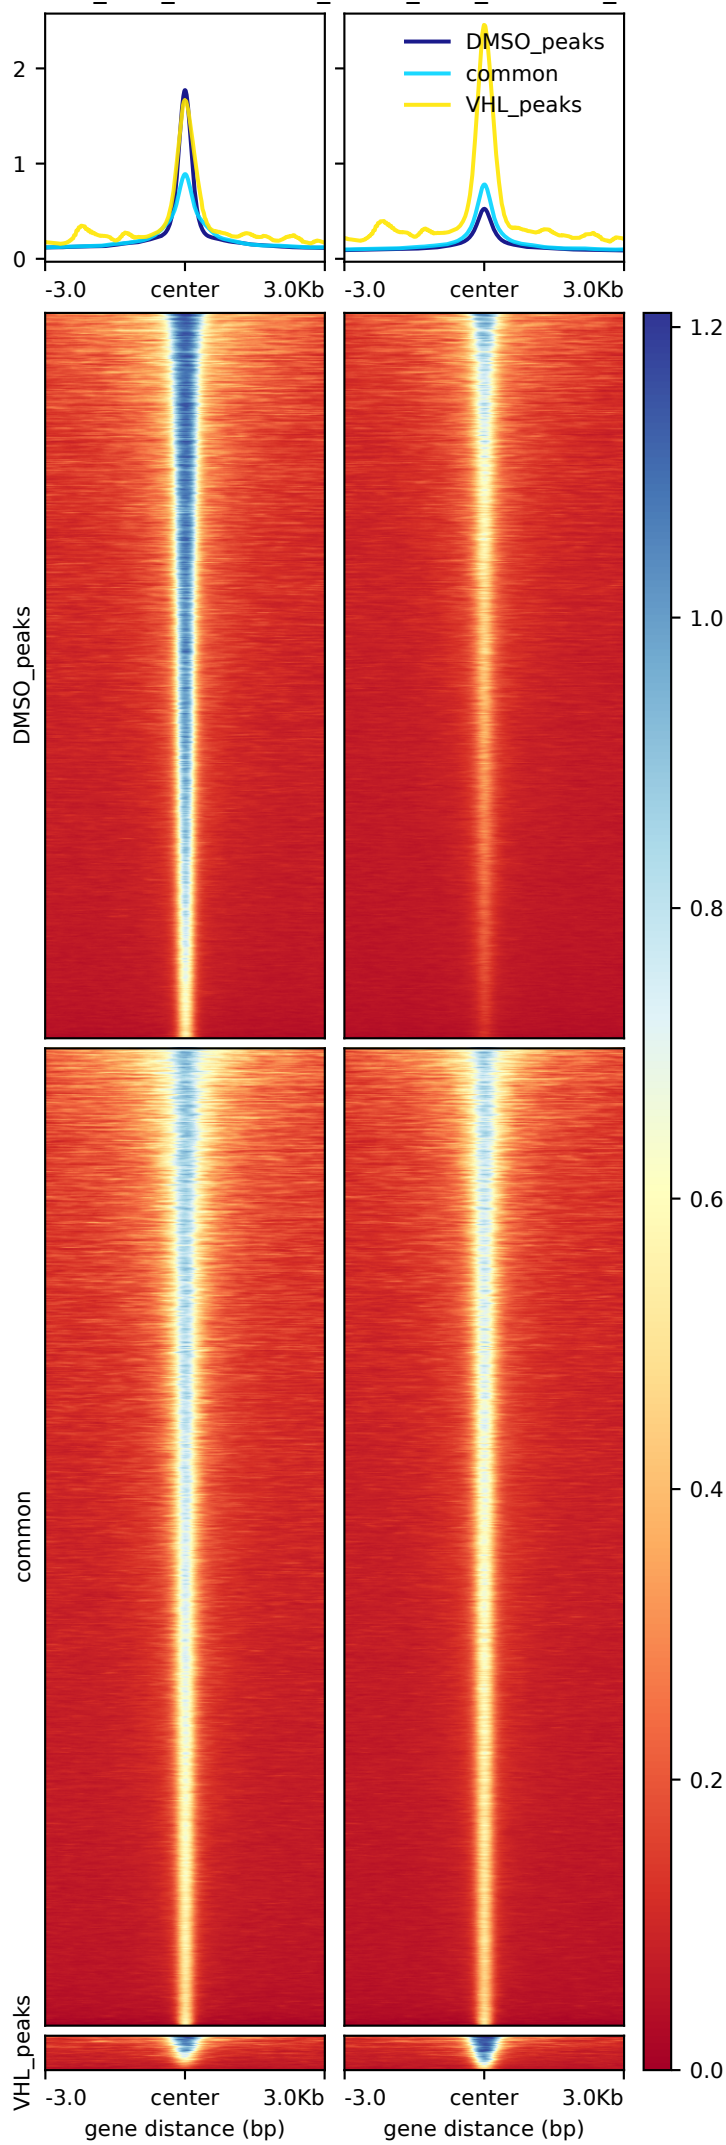 DMSO_peaks
common
VHL_peaks
2
1
0
-3.0 center 3.0Kb
-3.0 center 3.0Kb
DMSO_peaks
common
VHL_peaks
1.2
1.0
0.8
0.6
0.4
0.2
0.0
-3.0 center 3.0Kb
gene distance (bp)
-3.0 center 3.0Kb
gene distance (bp)